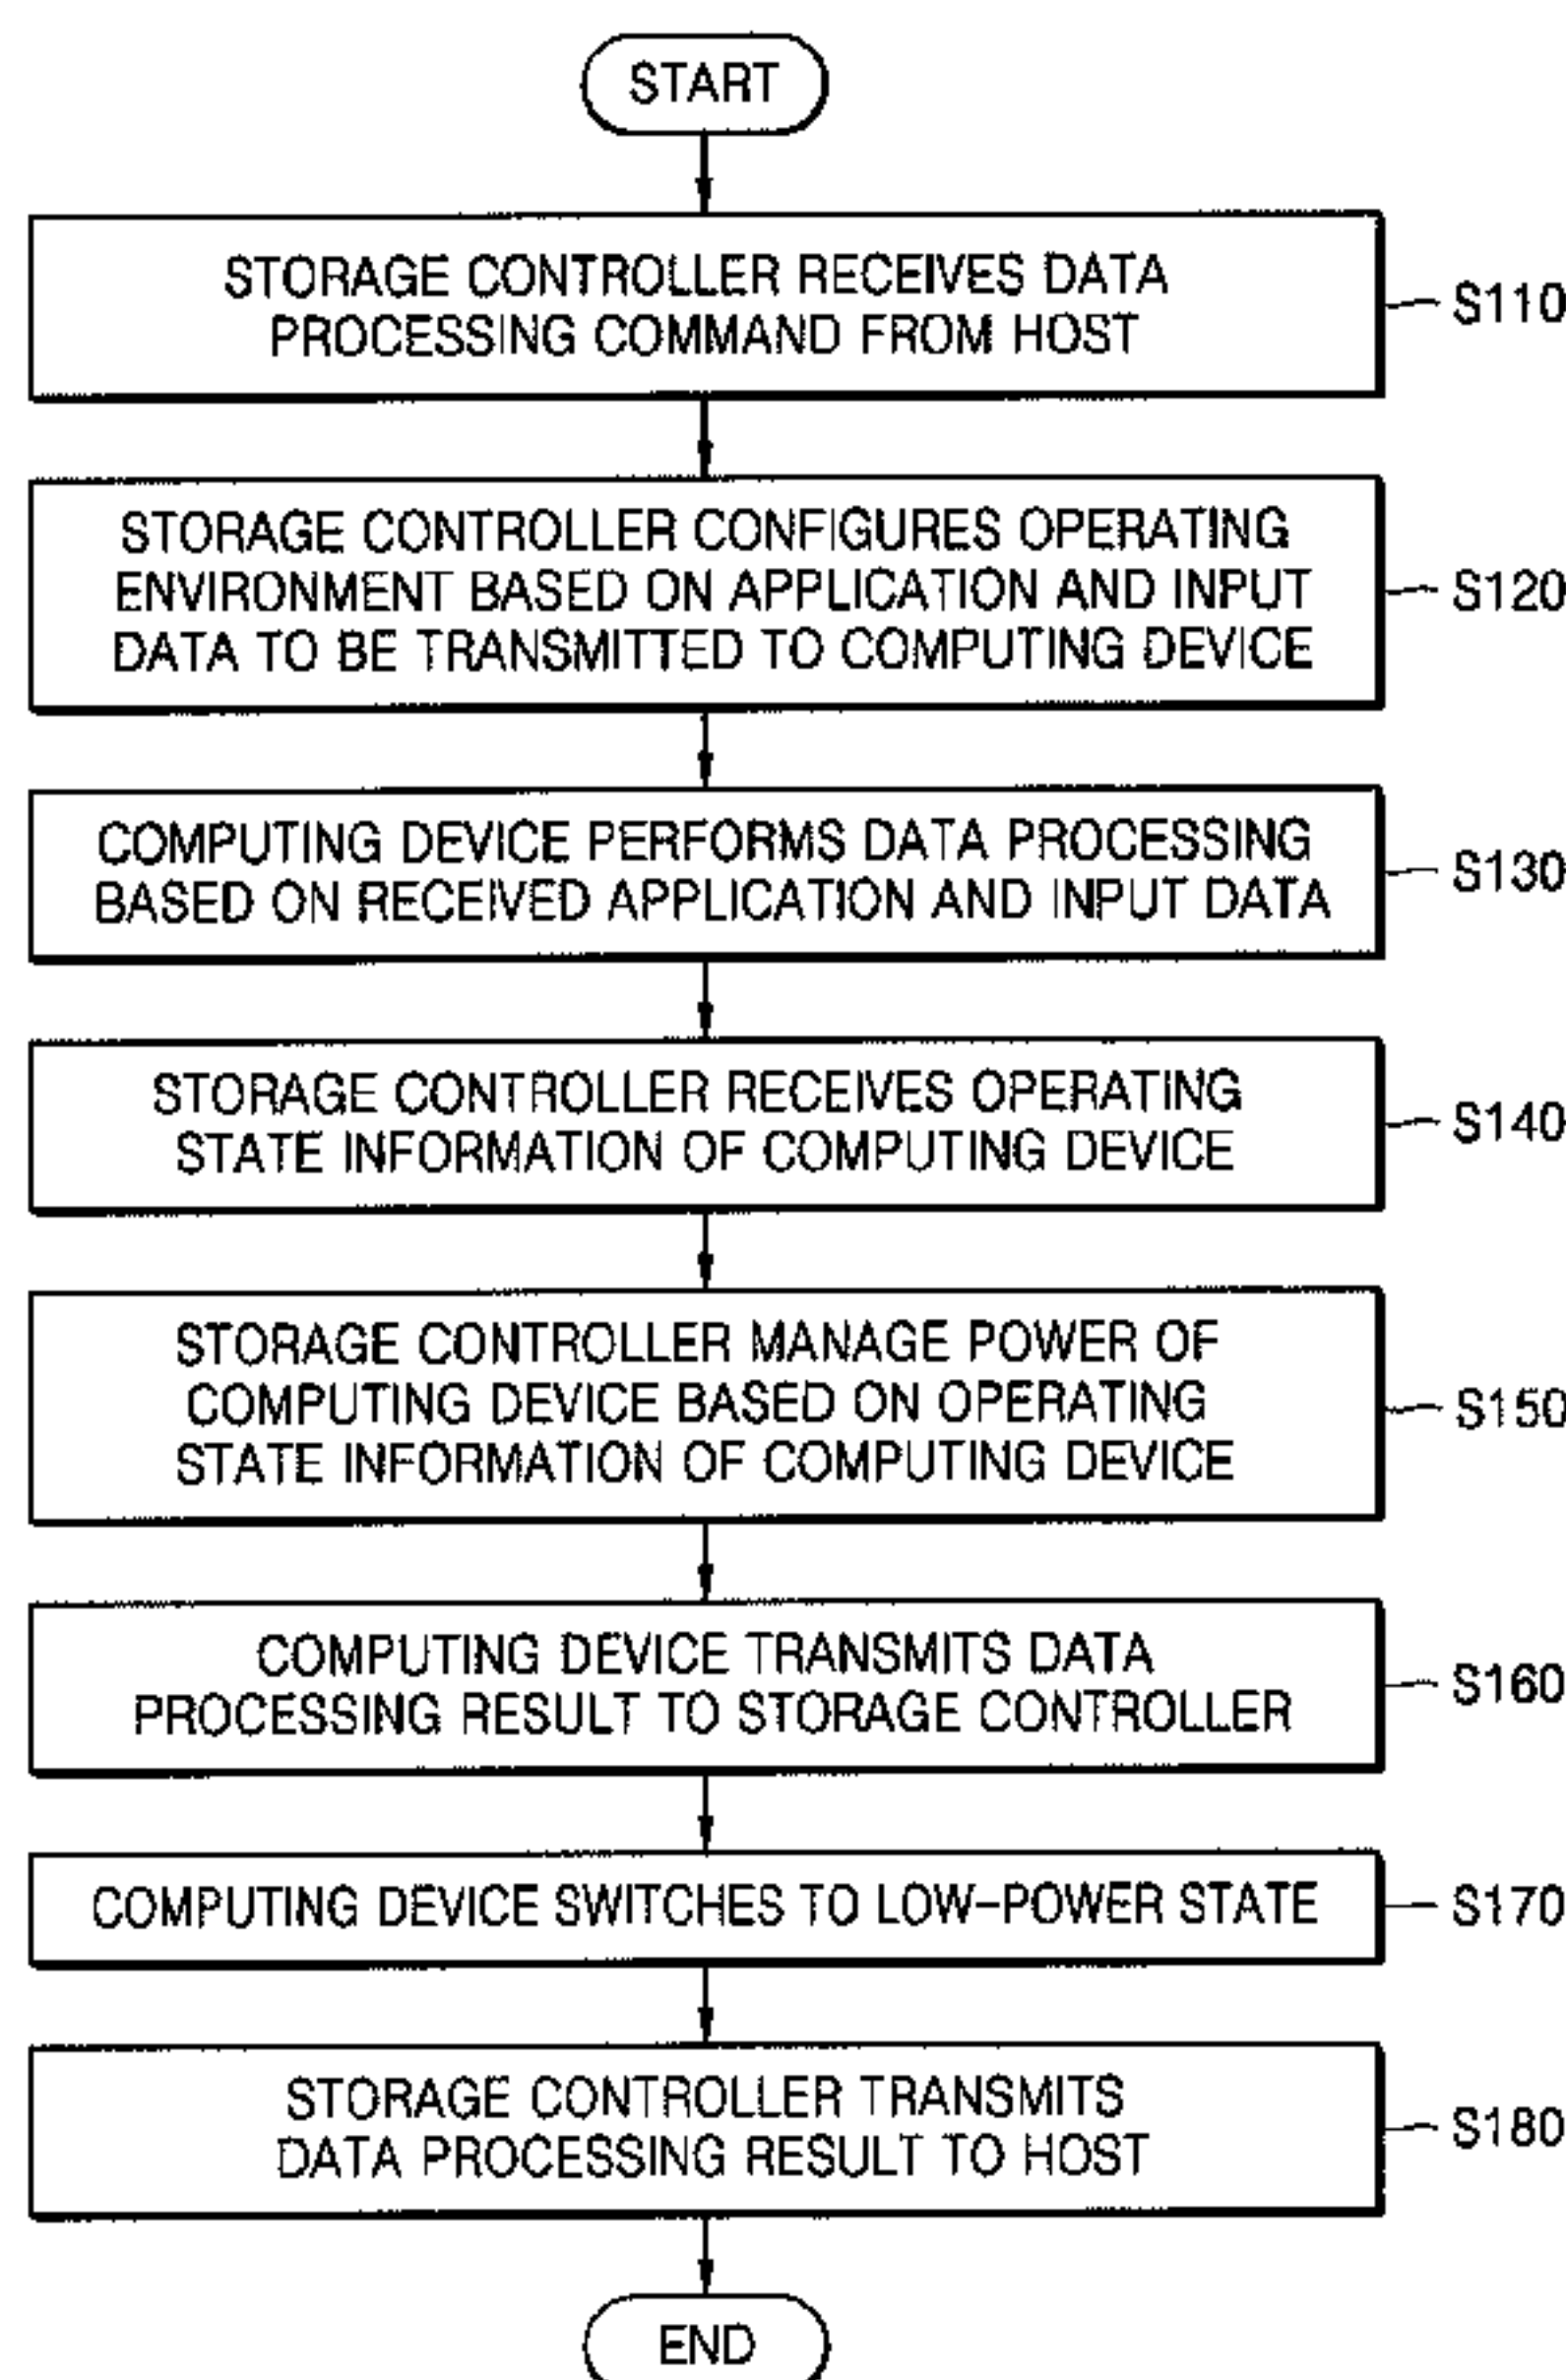 START
STORAGE CONTROLLER RECEIVES DATA
PROCESSING COMMAND FROM HOST
S110
STORAGE CONTROLLER CONFIGURES OPERATING
ENVIRONMENT BASED ON APPLICATION AND INPUT
DATA TO BE TRANSMITTED TO COMPUTING DEVICE
S120
COMPUTING DEVICE PERFORMS DATA PROCESSING
BASED ON RECEIVED APPLICATION AND INPUT DATA
S130
STORAGE CONTROLLER RECEIVES OPERATING
STATE INFORMATION OF COMPUTING DEVICE
S140
STORAGE CONTROLLER MANAGE POWER OF
COMPUTING DEVICE BASED ON OPERATING
STATE INFORMATION OF COMPUTING DEVICE
S150
COMPUTING DEVICE TRANSMITS DATA
PROCESSING RESULT TO STORAGE CONTROLLER
S160
COMPUTING DEVICE SWITCHES TO LOW-POWER STATE
S170
STORAGE CONTROLLER TRANSMITS
DATA PROCESSING RESULT TO HOST
S180
END